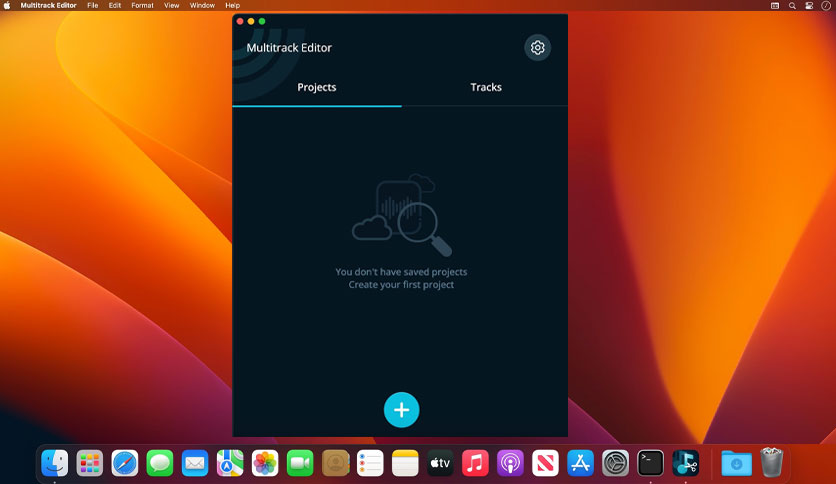 Multitrack Editor File Edit Format View Window Help
Multitrack Editor
Projects Tracks
You don't have saved projects
Create your first project
tv